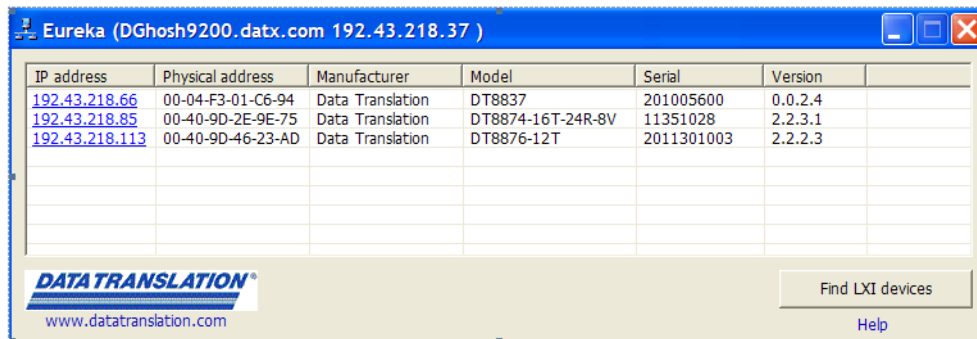 Eureka (DGhosh9200.datx.com 192.43.218.37 )
IP address Physical address Manufacturer Model Serial Version
192.43.218.66 00-04-F3-01-C6-94 Data Translation DT8837 201005600 0.0.2.4
192.43.218.85 00-40-9D-2E-9E-75 Data Translation DT8874-16T-24R-8V 11351028 2.2.3.1
192.43.218.113 00-40-9D-46-23-AD Data Translation DT8876-12T 2011301003 2.2.2.3
DATA TRANSLATION®
Find LXI devices
www.datatranslation.com
Help